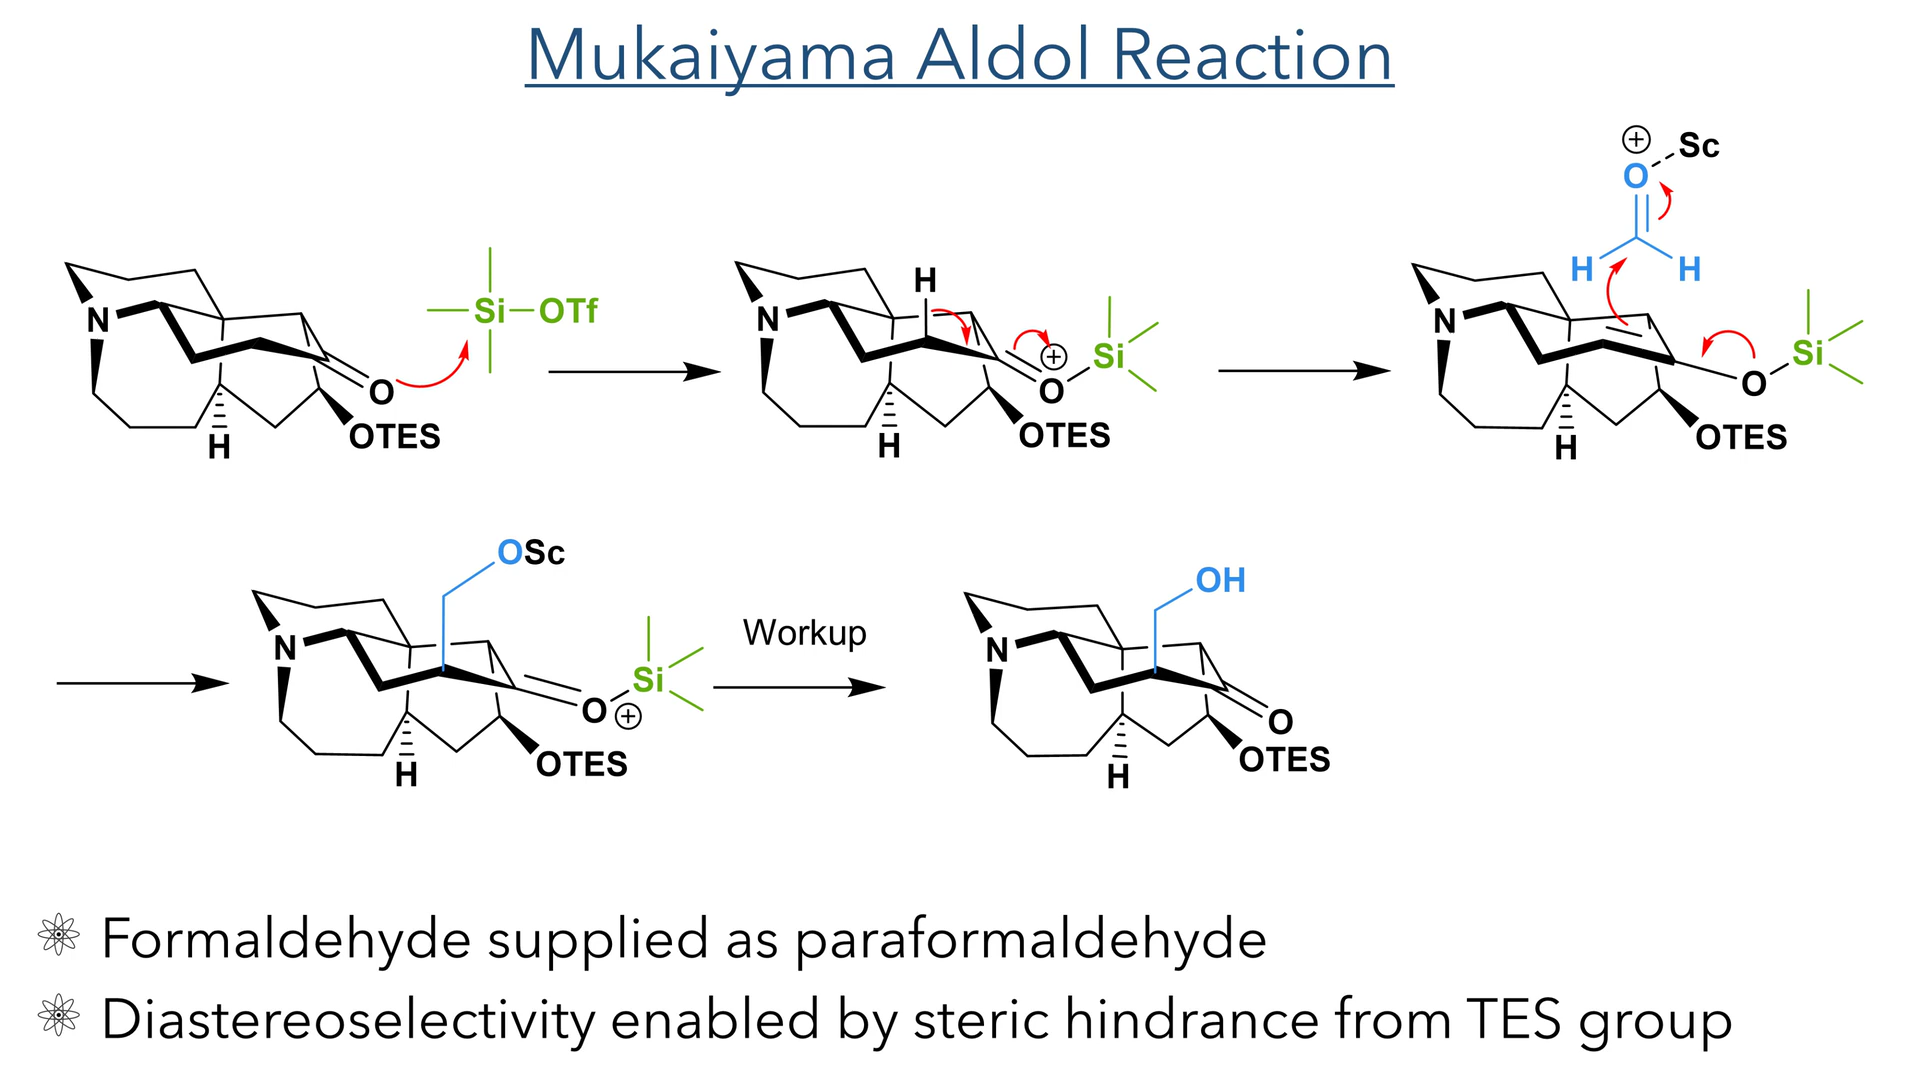 Mukaiyama Aldol Reaction
⊕ Sc
O
H H
N Si OTf O OTES H
N H ⊕ O Si OTES H
N O Si OTES H
OSc
N Si O ⊕ OTES H
Workup
OH
N O OTES H
Formaldehyde supplied as paraformaldehyde
Diastereoselectivity enabled by steric hindrance from TES group